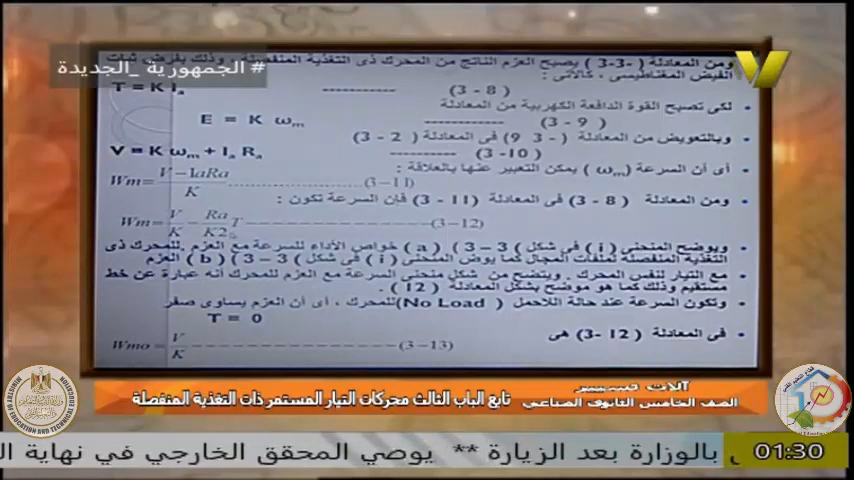 # الجمهورية _الجديدة
ومن المعادلة ( -3-3) يصبح العزم الناتج من المحرك ذى التغذية المنفصلة ، وذلك بفرض ثبات
الفيض المغناطيسى ، كالآتى :
T = K Ia ----------- (3 - 8)
لكى تصبح القوة الدافعة الكهربية من المعادلة
E = K ωm ----------- (3 - 9)
وبالتعويض من المعادلة ( -3 9) فى المعادلة ( 2 - 3)
V = K ωm + Ia Ra ----------- (3 -10)
أى أن السرعة (ωm) يمكن التعبير عنها بالعلاقة :
Wm = V – IaRa / K ............ (3–11)
ومن المعادلة (8 - 3) فى المعادلة (11 - 3) فإن السرعة تكون :
Wm = V/K – Ra/K2 T ------------ (3–12)
ويوضح المنحنى (i) فى شكل (3 – 3) (a) خواص الأداء للسرعة مع العزم للمحرك ذى
التغذية المنفصلة لملفات المجال كما يوض المنحنى (i) فى شكل (3 – 3) (b) العزم
مع التيار لنفس المحرك . ويتضح من شكل منحنى السرعة مع العزم للمحرك أنه عبارة عن خط
مستقيم وذلك كما هو موضح بشكل المعادلة (12) .
وتكون السرعة عند حالة اللاحمل (No Load) للمحرك ، أى أن العزم يساوى صفر
T = 0
فى المعادلة (12 -3) هى
Wmo = V/K ------------ (3–13)
الصف الخامس الثانوى الصناعي
تابع الباب الثالث محركات التيار المستمر ذات التغذية المنفصلة
بالوزارة بعد الزيارة ** يوصي المحقق الخارجي في نهاية
01:30